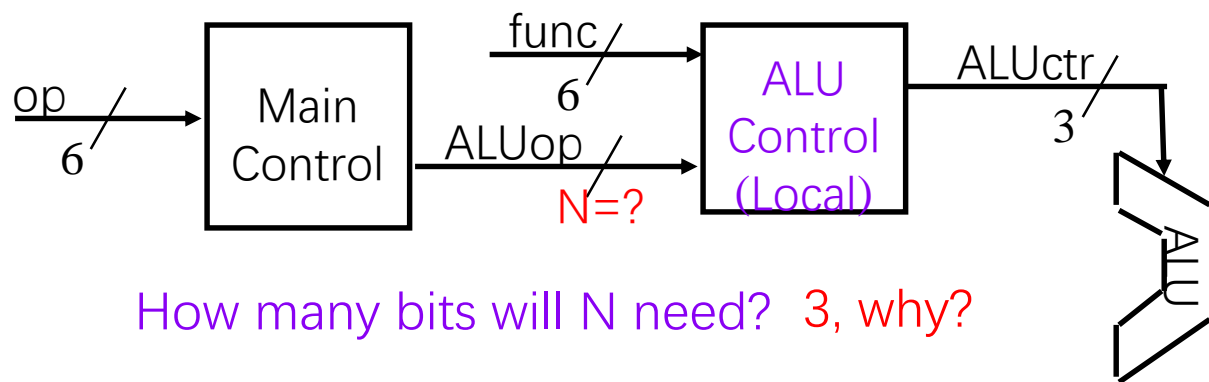 op
6
Main
Control
func
6
ALUop
N=?
ALU
Control
(Local)
ALUctr
3
ALU
How many bits will N need? 3, why?